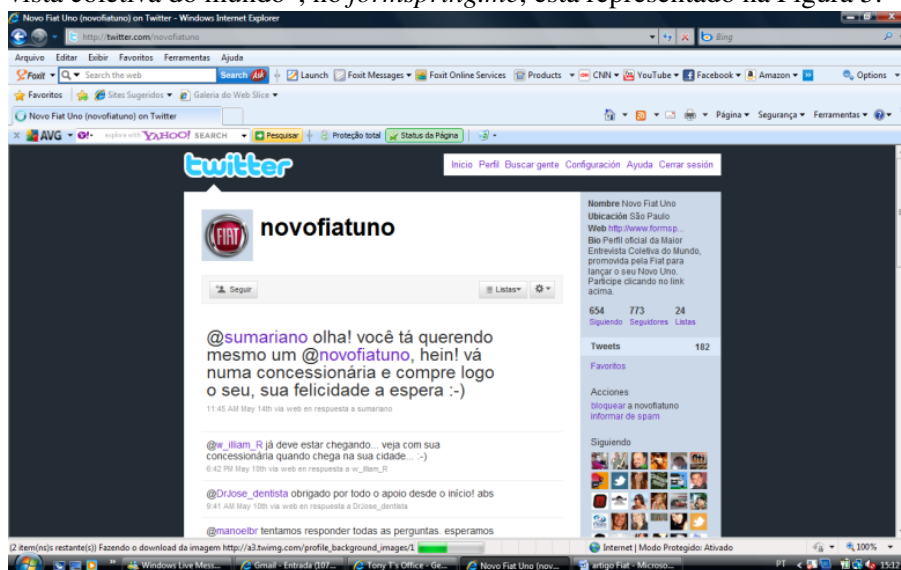 vista coletiva do mundo", no formspringme, está representado na Figura 3.
Novo Fiat Uno (novofiatuno) on Twitter - Windows Internet Explorer
http://twitter.com/novofiatuno
Bing
Arquivo Editar Exibir Favoritos Ferramentas Ajuda
Foxit Search the web Search Launch Foxit Messages Foxit Online Services Products CNN YouTube Facebook Amazon Options
Favoritos Sites Sugeridos Galeria do Web Slice
Novo Fiat Uno (novofiatuno) on Twitter
Página Segurança Ferramentas
AVG explore with YAHOO! SEARCH Pesquisar Proteção total Status da Página
twitter
Inicio Perfil Buscar gente Configuración Ayuda Cerrar sesión
FIAT
novofiatuno
Seguir
Listas
@sumariano olha! você tá querendo
mesmo um @novofiatuno, hein! vá
numa concessionária e compre logo
o seu, sua felicidade a espera :-)
11:45 AM May 14th via web en respuesta a sumariano
@w_illiam_R já deve estar chegando... veja com sua
concessionária quando chega na sua cidade... :-)
6:42 PM May 10th via web en respuesta a w_illiam_R
@DrJose_dentista obrigado por todo o apoio desde o início! abs
9:41 AM May 10th via web en respuesta a DrJose_dentista
@manoelbr tentamos responder todas as perguntas. esperamos
Nombre Novo Fiat Uno
Ubicación São Paulo
Web http://www.formsp...
Bio Perfil oficial da Maior
Entrevista Coletiva do Mundo,
promovida pela Fiat para
lançar o seu Novo Uno.
Participe clicando no link
acima.
654 773 24
Siguiendo Seguidores Listas
Tweets 182
Favoritos
Acciones
bloquear a novofiatuno
informar de spam
Siguiendo
(2 item(ns)s restante(s)) Fazendo o download da imagem http://a3.twimg.com/profile_background_images/1
Internet | Modo Protegido: Ativado
100%
Windows Live Mess... Gmail - Entrada (107... Tony T's Office - Ge... Novo Fiat Uno (nov... artigo Fiat - Microso...
PT
15:12